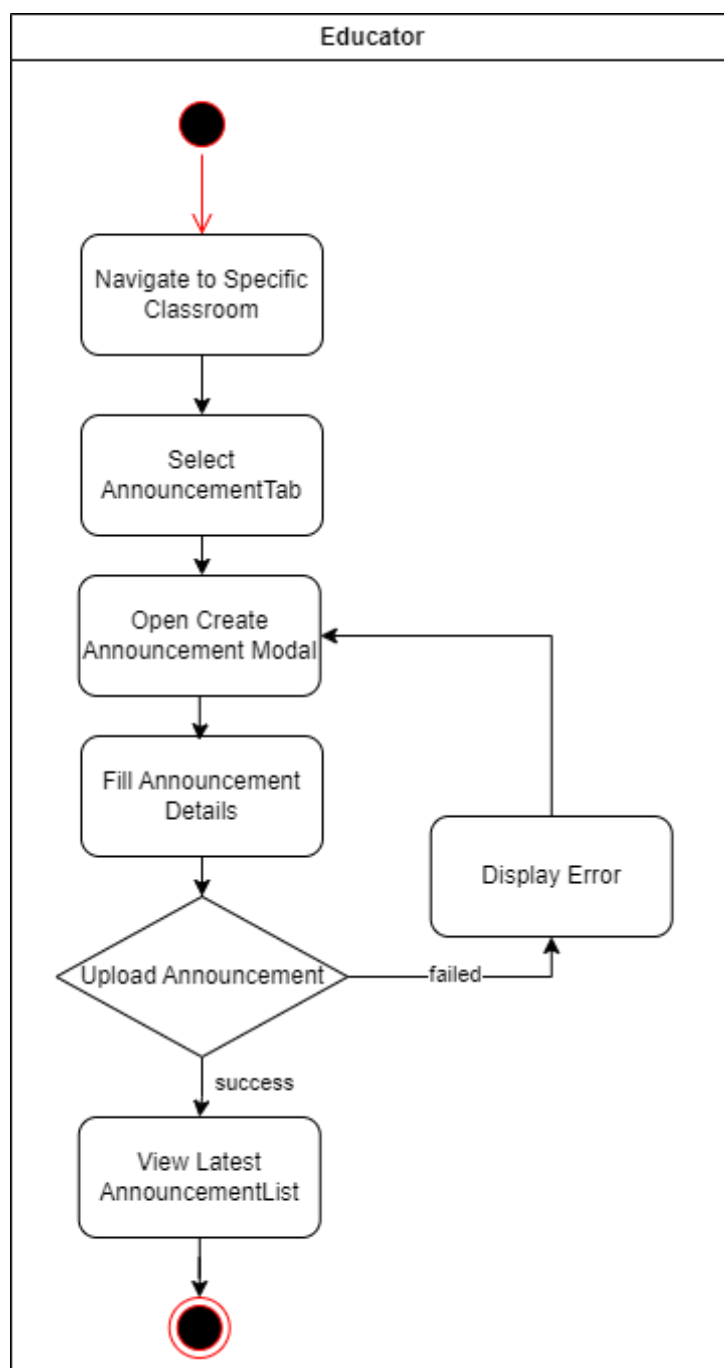 Educator
Navigate to Specific
Classroom
Select
AnnouncementTab
Open Create
Announcement Modal
Fill Announcement
Details
Display Error
Upload Announcement
failed
success
View Latest
AnnouncementList